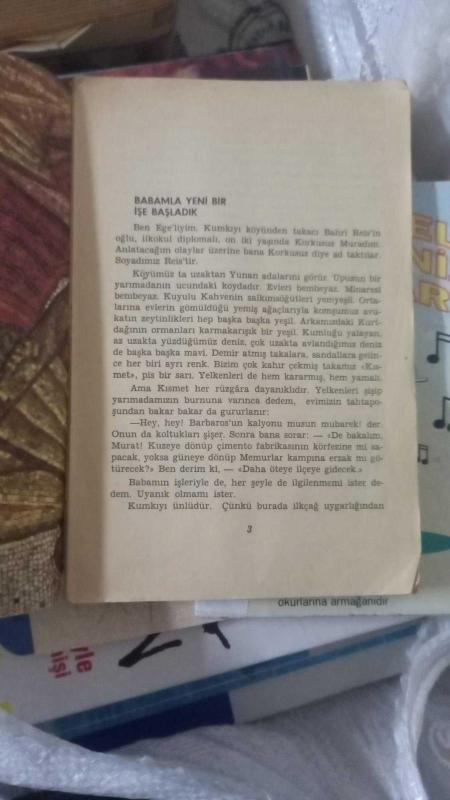 BABAMLA YENİ BİR
İŞE BAŞLADIK
Ben Ege'liyim. Kumkıyı köyünden takacı Bahri Reis'in
oğlu, ilkokul diplomalı, on iki yaşında Korkusuz Muradım.
Anlatacağım olaylar üzerine bana Korkusuz diye ad taktılar.
Soyadımız Reis'tir.
Köyümüz ta uzaktan Yunan adalarını görür. Upusun bir
yarımadanın ucundaki koydadır. Evleri bembeyaz. Minaresi
bembeyaz. Kuyulu Kahvenin salkımsöğütleri yemyeşil. Orta-
larına evlerin gömüldüğü yemiş ağaçlarıyla komşumuz avu-
katın zeytinlikleri hep başka başka yeşil. Arkamızdaki Kurt-
dağının ormanları karmakarışık bir yeşil. Kumluğu yalayan,
az uzakta yüzdüğümüz deniz, çok uzakta avlandığımız deniz
de başka başka mavi. Demir atmış takalara, sandallara gelin-
ce her biri ayrı renk. Bizim çok kahır çekmiş takamız «Kıs-
met», pis bir sarı. Yelkenleri de hem kararmış, hem yamalı.
Ama Kısmet her rüzgâra dayanıklıdır. Yelkenleri şişip
yarımadamızın burnuna varınca dedem, evimizin tahtapo-
şundan bakar bakar da gururlanır:
—Hey, hey! Barbaros'un kalyonu musun mubarek! der.
Onun da koltukları şişer. Sonra bana sorar: — «De bakalım,
Murat! Kuzeye dönüp çimento fabrikasının körfezine mi sa-
pacak, yoksa güneye dönüp Memurlar kampına ersak mı gö-
türecek?» Ben derim ki, — «Daha öteye ilçeye gidecek.»
Babamın işleriyle de, her şeyle de ilgilenmemi ister de-
dem. Uyanık olmamı ister.
Kumkıyı ünlüdür. Çünkü burada ilkçağ uygarlığından
3
okurlarına armağanıdır